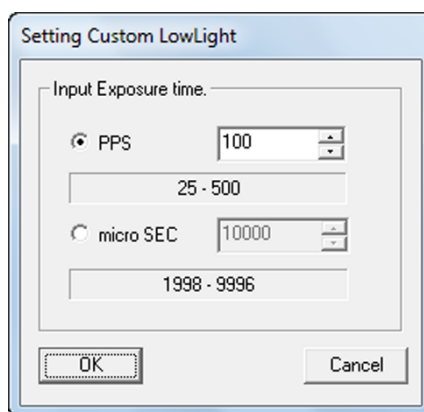 Setting Custom LowLight
Input Exposure time.
PPS 100
25 - 500
micro SEC 10000
1998 - 9996
OK Cancel